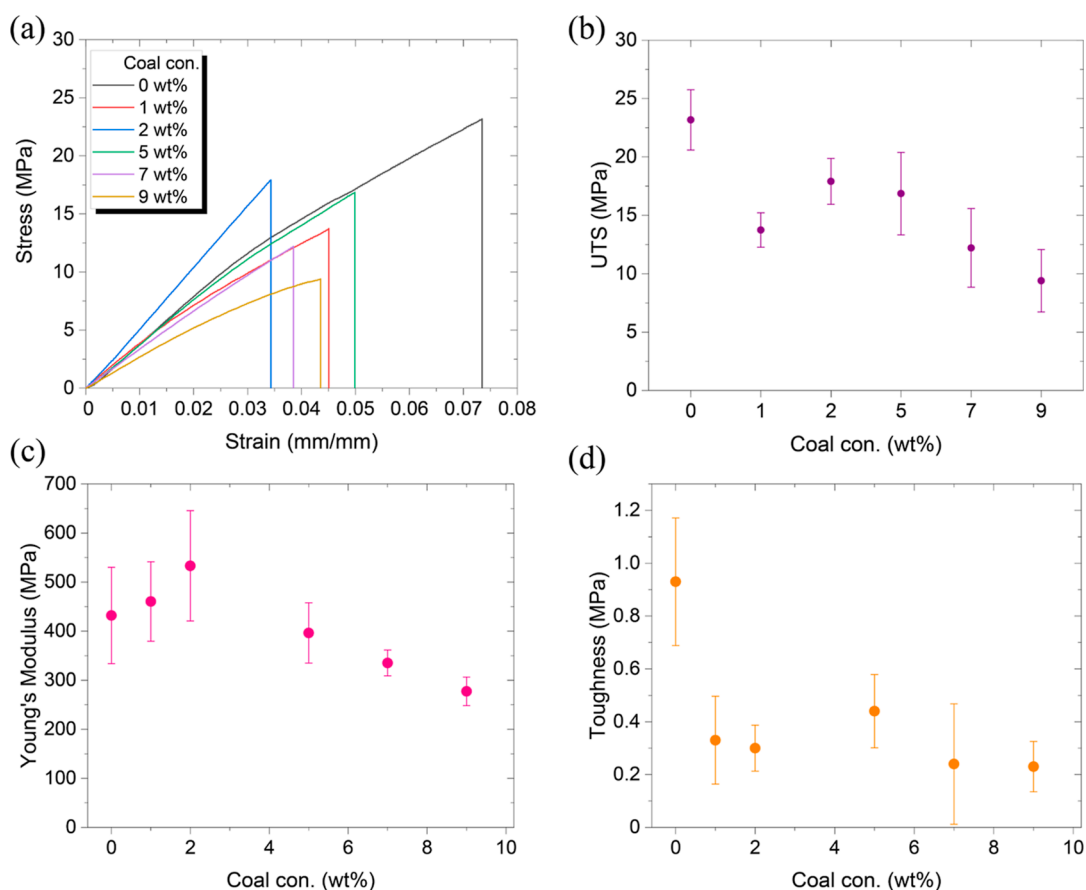 (a)
30
25
20
15
10
5
0
Stress (MPa)
Coal con.
0 wt%
1 wt%
2 wt%
5 wt%
7 wt%
9 wt%
0 0.01 0.02 0.03 0.04 0.05 0.06 0.07 0.08
Strain (mm/mm)
(b)
30
25
20
15
10
5
0
UTS (MPa)
0 1 2 5 7 9
Coal con. (wt%)
(c)
700
600
500
400
300
200
100
0
Young's Modulus (MPa)
0 2 4 6 8 10
Coal con. (wt%)
(d)
1.2
1.0
0.8
0.6
0.4
0.2
0
Toughness (MPa)
0 2 4 6 8 10
Coal con. (wt%)